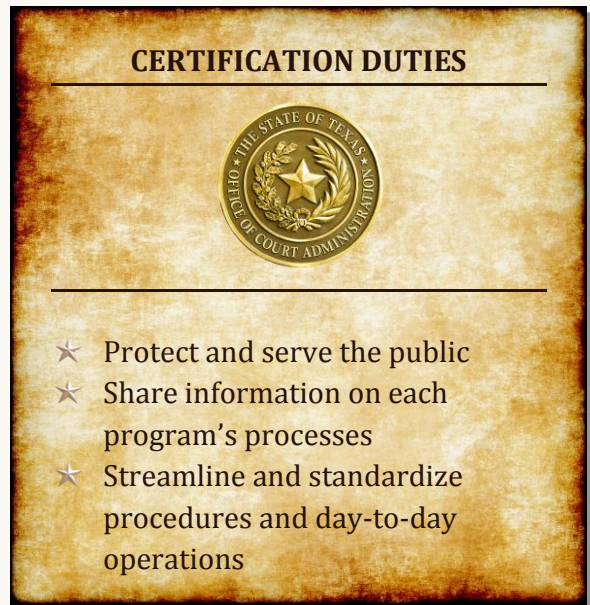 CERTIFICATION DUTIES
★ THE STATE OF TEXAS ★
OFFICE OF COURT ADMINISTRATION
Protect and serve the public
Share information on each
program’s processes
Streamline and standardize
procedures and day-to-day
operations